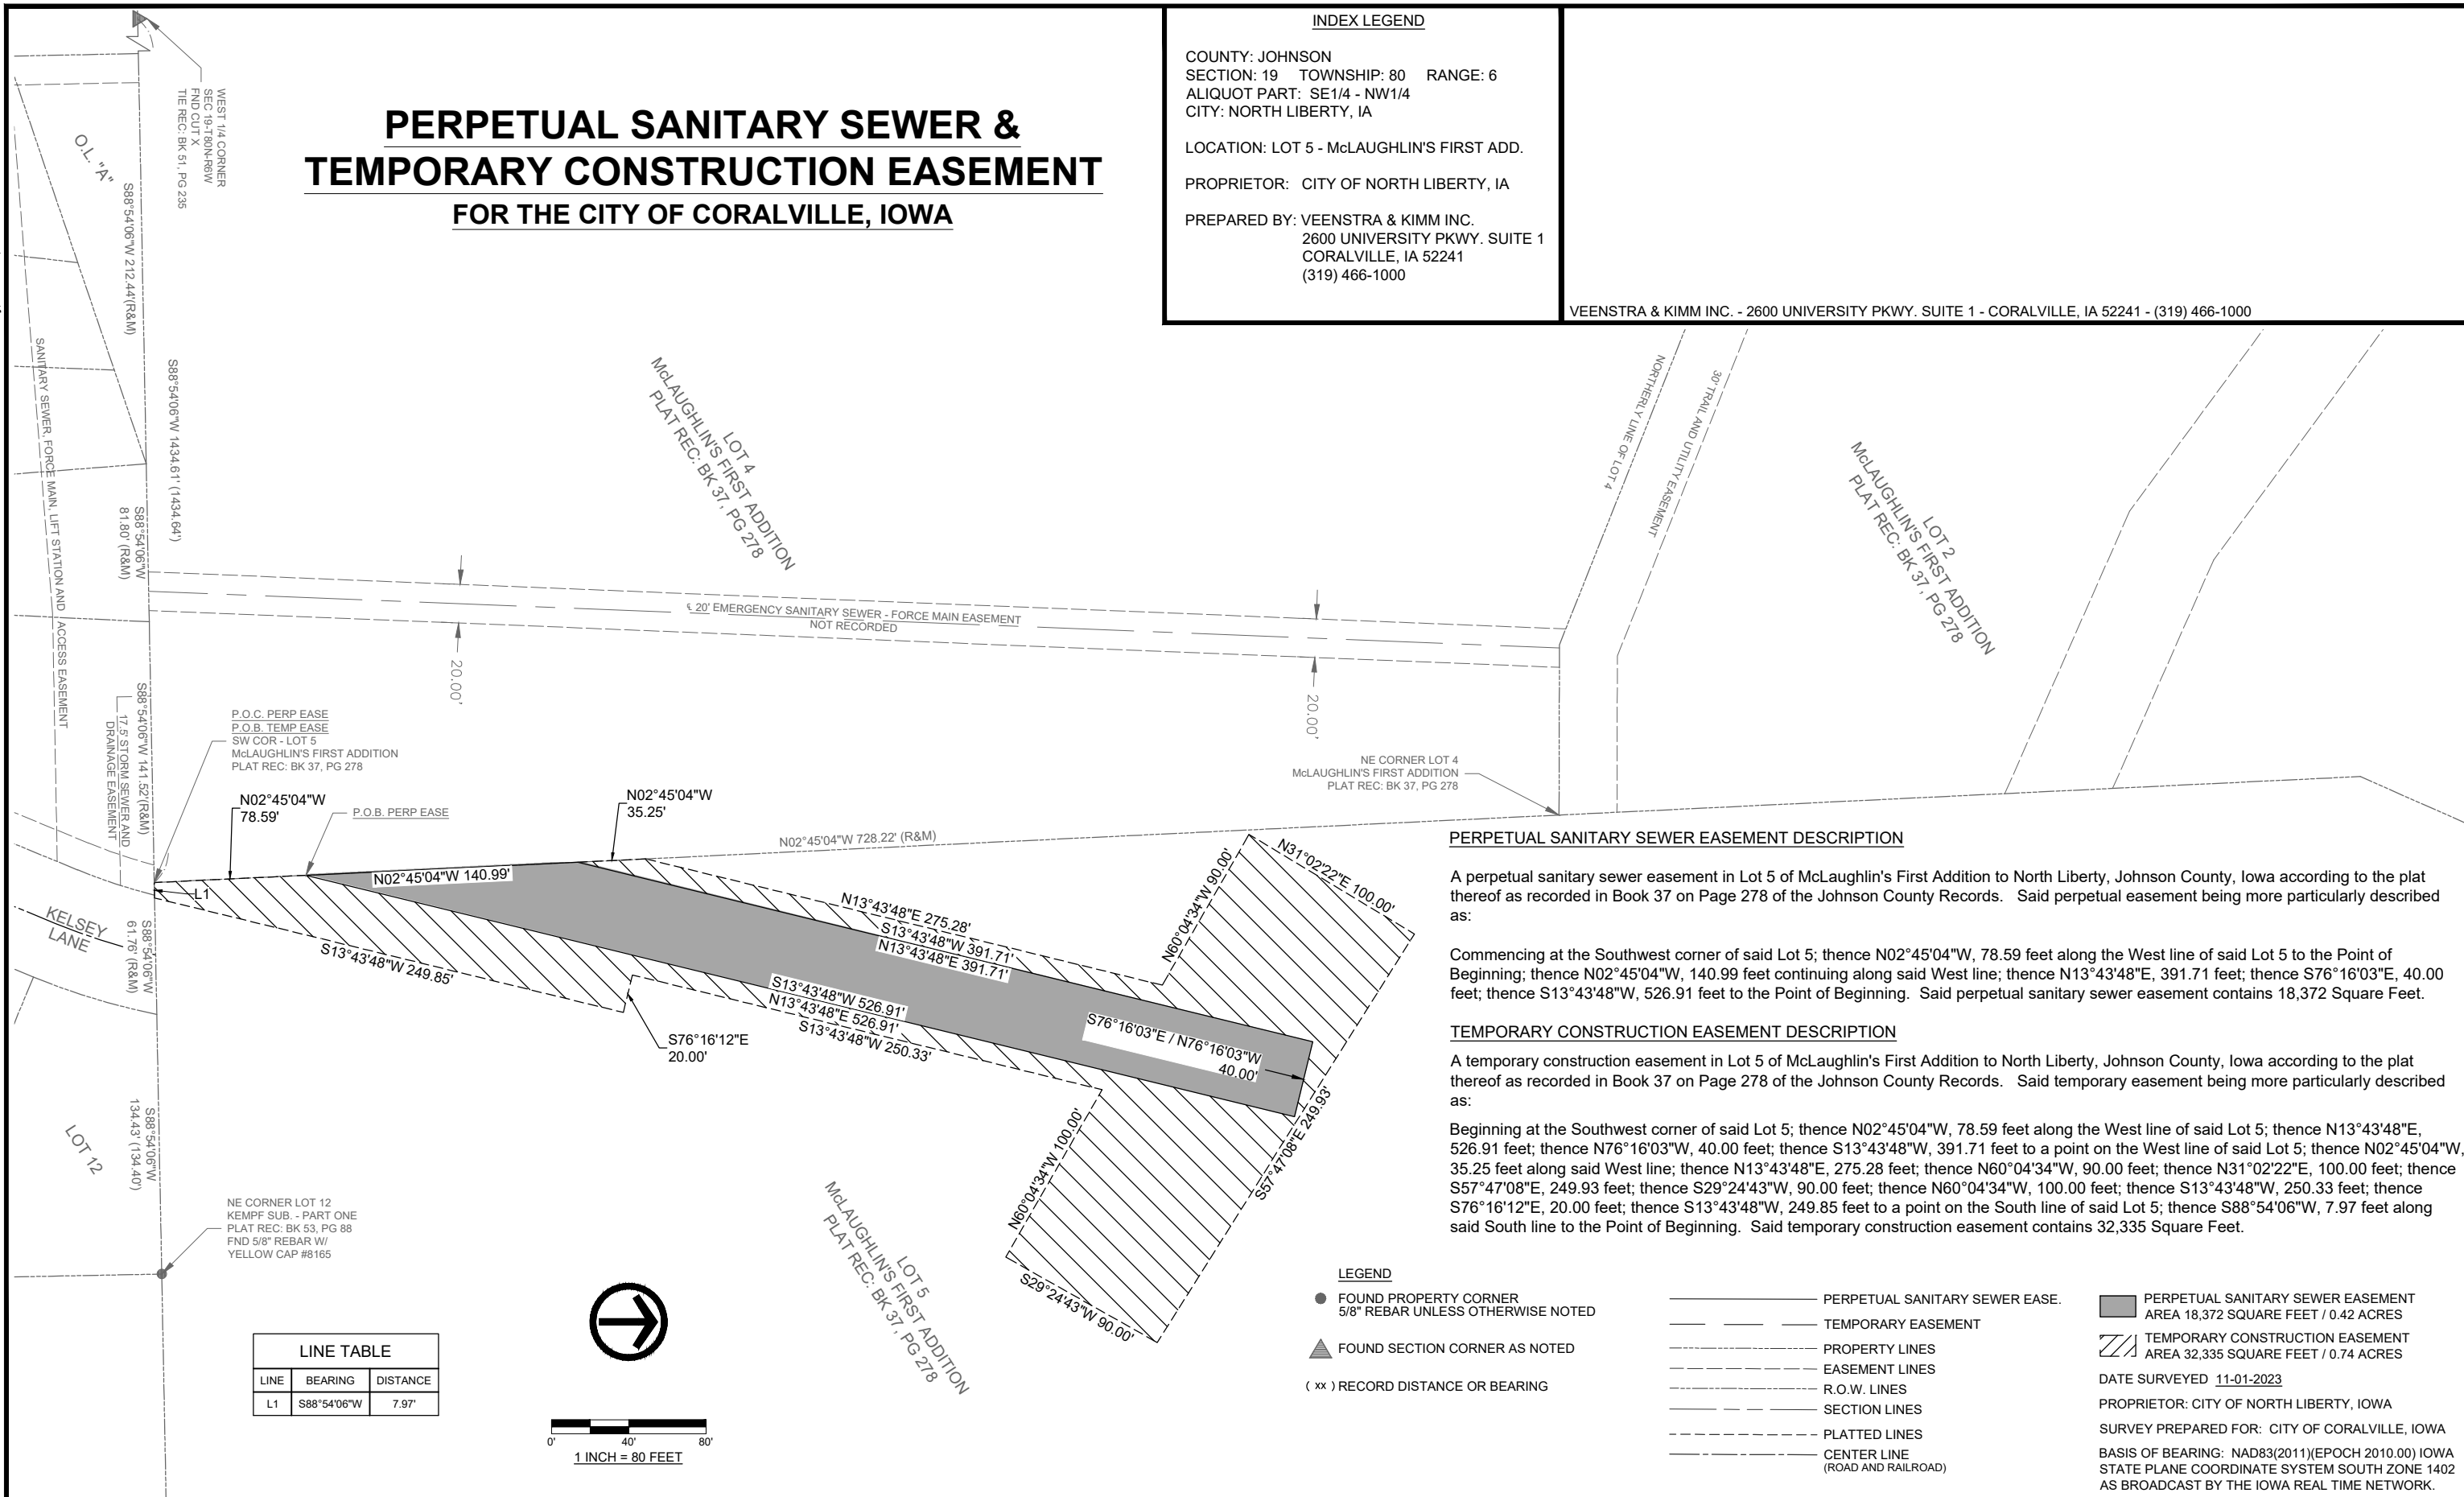 PERPETUAL SANITARY SEWER &
TEMPORARY CONSTRUCTION EASEMENT
FOR THE CITY OF CORALVILLE, IOWA
INDEX LEGEND
COUNTY: JOHNSON
SECTION: 19 TOWNSHIP: 80 RANGE: 6
ALIQUOT PART: SE1/4 - NW1/4
CITY: NORTH LIBERTY, IA
LOCATION: LOT 5 - McLAUGHLIN'S FIRST ADD.
PROPRIETOR: CITY OF NORTH LIBERTY, IA
PREPARED BY: VEENSTRA & KIMM INC.
2600 UNIVERSITY PKWY. SUITE 1
CORALVILLE, IA 52241
(319) 466-1000
VEENSTRA & KIMM INC. - 2600 UNIVERSITY PKWY. SUITE 1 - CORALVILLE, IA 52241 - (319) 466-1000
WEST 1/4 CORNER
SEC 19-T80N-R6W
FND CUT X
TIE REC: BK 51, PG 235
O.L. "A"
S88°54'06"W 212.44'(R&M)
S88°54'06"W 1434.61' (1434.64')
SANITARY SEWER, FORCE MAIN, LIFT STATION AND ACCESS EASEMENT
S88°54'06"W
81.80' (R&M)
LOT 4
McLAUGHLIN'S FIRST ADDITION
PLAT REC: BK 37, PG 278
NORTHERLY LINE OF LOT 4
30' TRAIL AND UTILITY EASEMENT
LOT 2
McLAUGHLIN'S FIRST ADDITION
PLAT REC: BK 37, PG 278
℄ 20' EMERGENCY SANITARY SEWER - FORCE MAIN EASEMENT
NOT RECORDED
20.00'
20.00'
S88°54'06"W 141.52'(R&M)
17.5' STORM SEWER AND
DRAINAGE EASEMENT
P.O.C. PERP EASE
P.O.B. TEMP EASE
SW COR - LOT 5
McLAUGHLIN'S FIRST ADDITION
PLAT REC: BK 37, PG 278
NE CORNER LOT 4
McLAUGHLIN'S FIRST ADDITION
PLAT REC: BK 37, PG 278
N02°45'04"W
78.59'
P.O.B. PERP EASE
N02°45'04"W
35.25'
N02°45'04"W 728.22' (R&M)
N02°45'04"W 140.99'
L1
KELSEY
LANE
S88°54'06"W
61.76' (R&M)
S13°43'48"W 249.85'
N13°43'48"E 275.28'
S13°43'48"W 391.71'
N13°43'48"E 391.71'
N60°04'34"W 90.00'
N31°02'22"E 100.00'
S13°43'48"W 526.91'
N13°43'48"E 526.91'
S13°43'48"W 250.33'
S76°16'12"E
20.00'
S76°16'03"E / N76°16'03"W
40.00'
S57°47'08"E 249.93'
N60°04'34"W 100.00'
S29°24'43"W 90.00'
S88°54'06"W
134.43' (134.40')
LOT 12
NE CORNER LOT 12
KEMPF SUB. - PART ONE
PLAT REC: BK 53, PG 88
FND 5/8" REBAR W/
YELLOW CAP #8165
LOT 5
McLAUGHLIN'S FIRST ADDITION
PLAT REC: BK 37, PG 278
PERPETUAL SANITARY SEWER EASEMENT DESCRIPTION
A perpetual sanitary sewer easement in Lot 5 of McLaughlin's First Addition to North Liberty, Johnson County, Iowa according to the plat
thereof as recorded in Book 37 on Page 278 of the Johnson County Records. Said perpetual easement being more particularly described
as:
Commencing at the Southwest corner of said Lot 5; thence N02°45'04"W, 78.59 feet along the West line of said Lot 5 to the Point of
Beginning; thence N02°45'04"W, 140.99 feet continuing along said West line; thence N13°43'48"E, 391.71 feet; thence S76°16'03"E, 40.00
feet; thence S13°43'48"W, 526.91 feet to the Point of Beginning. Said perpetual sanitary sewer easement contains 18,372 Square Feet.
TEMPORARY CONSTRUCTION EASEMENT DESCRIPTION
A temporary construction easement in Lot 5 of McLaughlin's First Addition to North Liberty, Johnson County, Iowa according to the plat
thereof as recorded in Book 37 on Page 278 of the Johnson County Records. Said temporary easement being more particularly described
as:
Beginning at the Southwest corner of said Lot 5; thence N02°45'04"W, 78.59 feet along the West line of said Lot 5; thence N13°43'48"E,
526.91 feet; thence N76°16'03"W, 40.00 feet; thence S13°43'48"W, 391.71 feet to a point on the West line of said Lot 5; thence N02°45'04"W,
35.25 feet along said West line; thence N13°43'48"E, 275.28 feet; thence N60°04'34"W, 90.00 feet; thence N31°02'22"E, 100.00 feet; thence
S57°47'08"E, 249.93 feet; thence S29°24'43"W, 90.00 feet; thence N60°04'34"W, 100.00 feet; thence S13°43'48"W, 250.33 feet; thence
S76°16'12"E, 20.00 feet; thence S13°43'48"W, 249.85 feet to a point on the South line of said Lot 5; thence S88°54'06"W, 7.97 feet along
said South line to the Point of Beginning. Said temporary construction easement contains 32,335 Square Feet.
LINE TABLE
LINE BEARING DISTANCE
L1 S88°54'06"W 7.97'
0' 40' 80'
1 INCH = 80 FEET
LEGEND
FOUND PROPERTY CORNER
5/8" REBAR UNLESS OTHERWISE NOTED
FOUND SECTION CORNER AS NOTED
( xx ) RECORD DISTANCE OR BEARING
PERPETUAL SANITARY SEWER EASE.
TEMPORARY EASEMENT
PROPERTY LINES
EASEMENT LINES
R.O.W. LINES
SECTION LINES
PLATTED LINES
CENTER LINE
(ROAD AND RAILROAD)
PERPETUAL SANITARY SEWER EASEMENT
AREA 18,372 SQUARE FEET / 0.42 ACRES
TEMPORARY CONSTRUCTION EASEMENT
AREA 32,335 SQUARE FEET / 0.74 ACRES
DATE SURVEYED 11-01-2023
PROPRIETOR: CITY OF NORTH LIBERTY, IOWA
SURVEY PREPARED FOR: CITY OF CORALVILLE, IOWA
BASIS OF BEARING: NAD83(2011)(EPOCH 2010.00) IOWA
STATE PLANE COORDINATE SYSTEM SOUTH ZONE 1402
AS BROADCAST BY THE IOWA REAL TIME NETWORK.